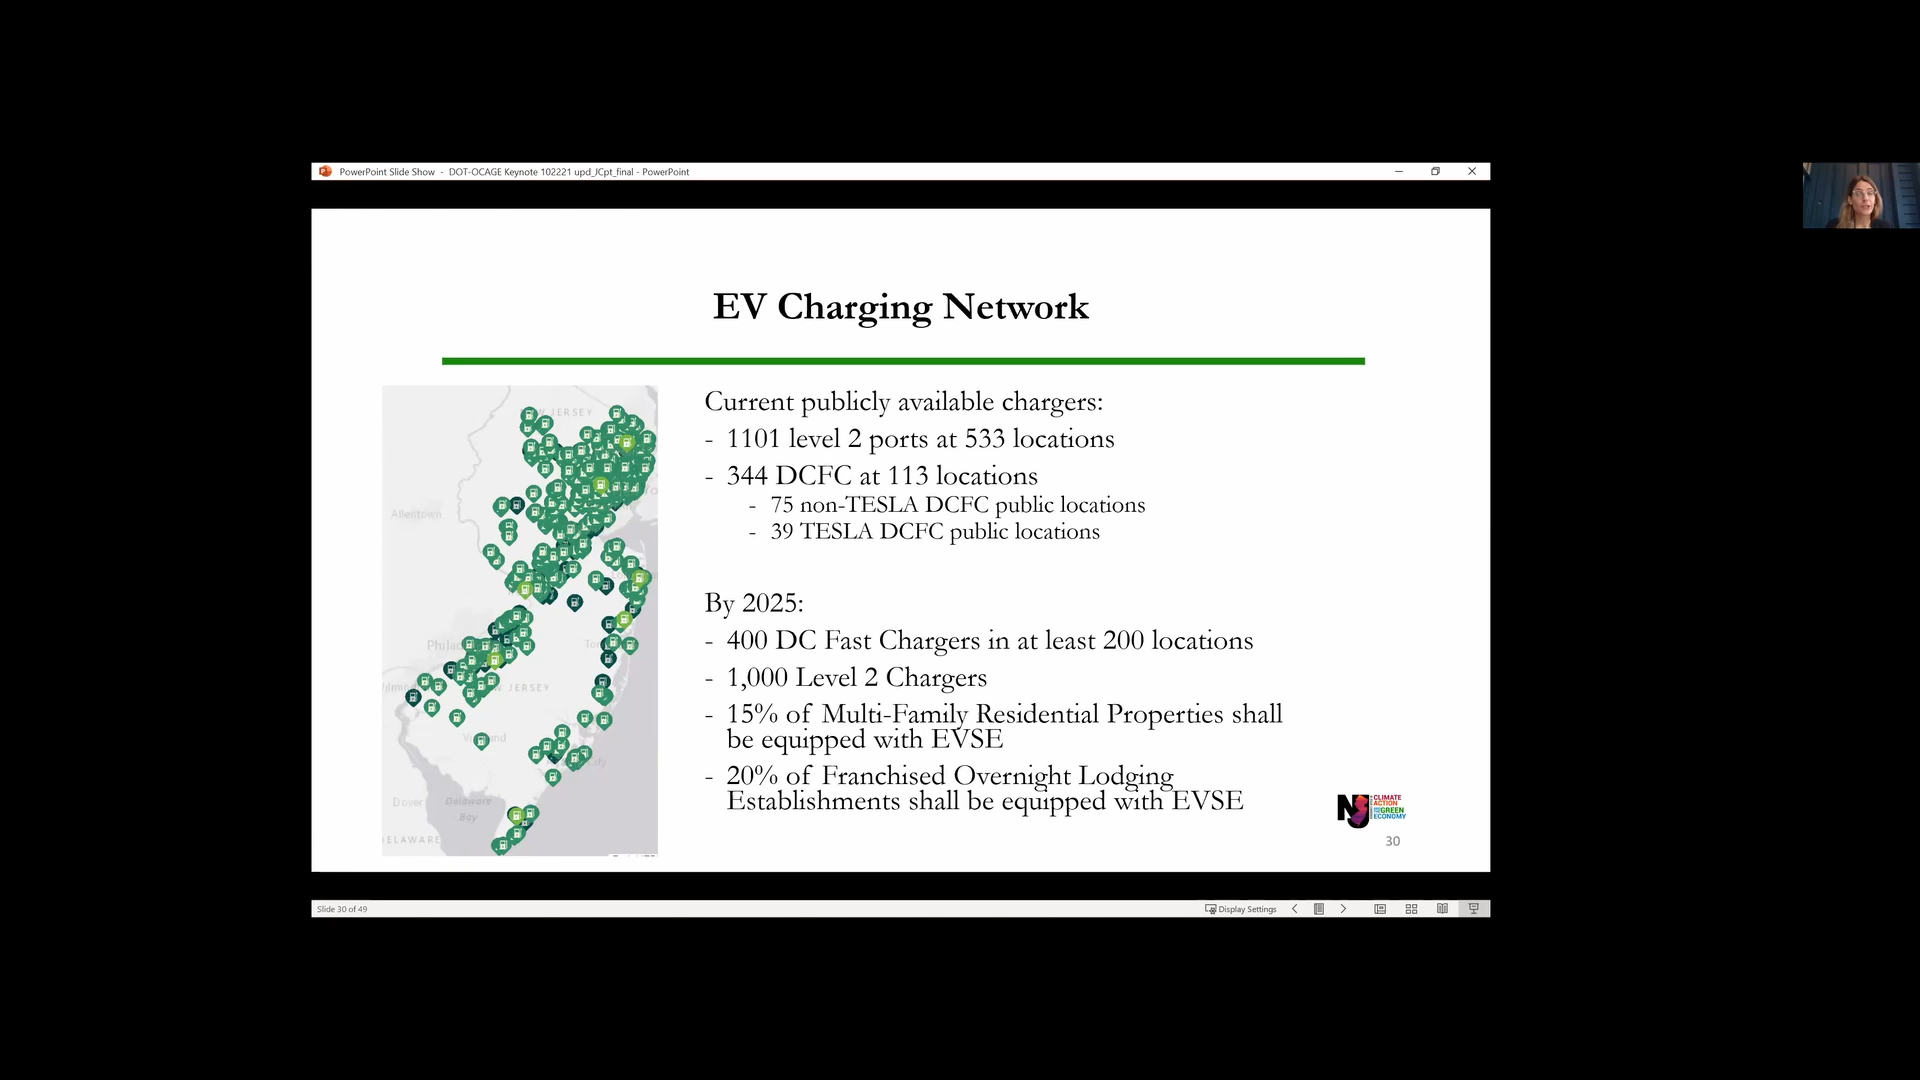 PowerPoint Slide Show - DOT-OCAGE Keynote 102221 upd_JCpt_final - PowerPoint
EV Charging Network
NEW JERSEY
Allentown
Dover
Delaware
Bay
Current publicly available chargers:
- 1101 level 2 ports at 533 locations
- 344 DCFC at 113 locations
- 75 non-TESLA DCFC public locations
- 39 TESLA DCFC public locations
By 2025:
- 400 DC Fast Chargers in at least 200 locations
- 1,000 Level 2 Chargers
- 15% of Multi-Family Residential Properties shall
be equipped with EVSE
- 20% of Franchised Overnight Lodging
Establishments shall be equipped with EVSE
NJ
CLIMATE
ACTION
GREEN
ECONOMY
30
Slide 30 of 49
Display Settings